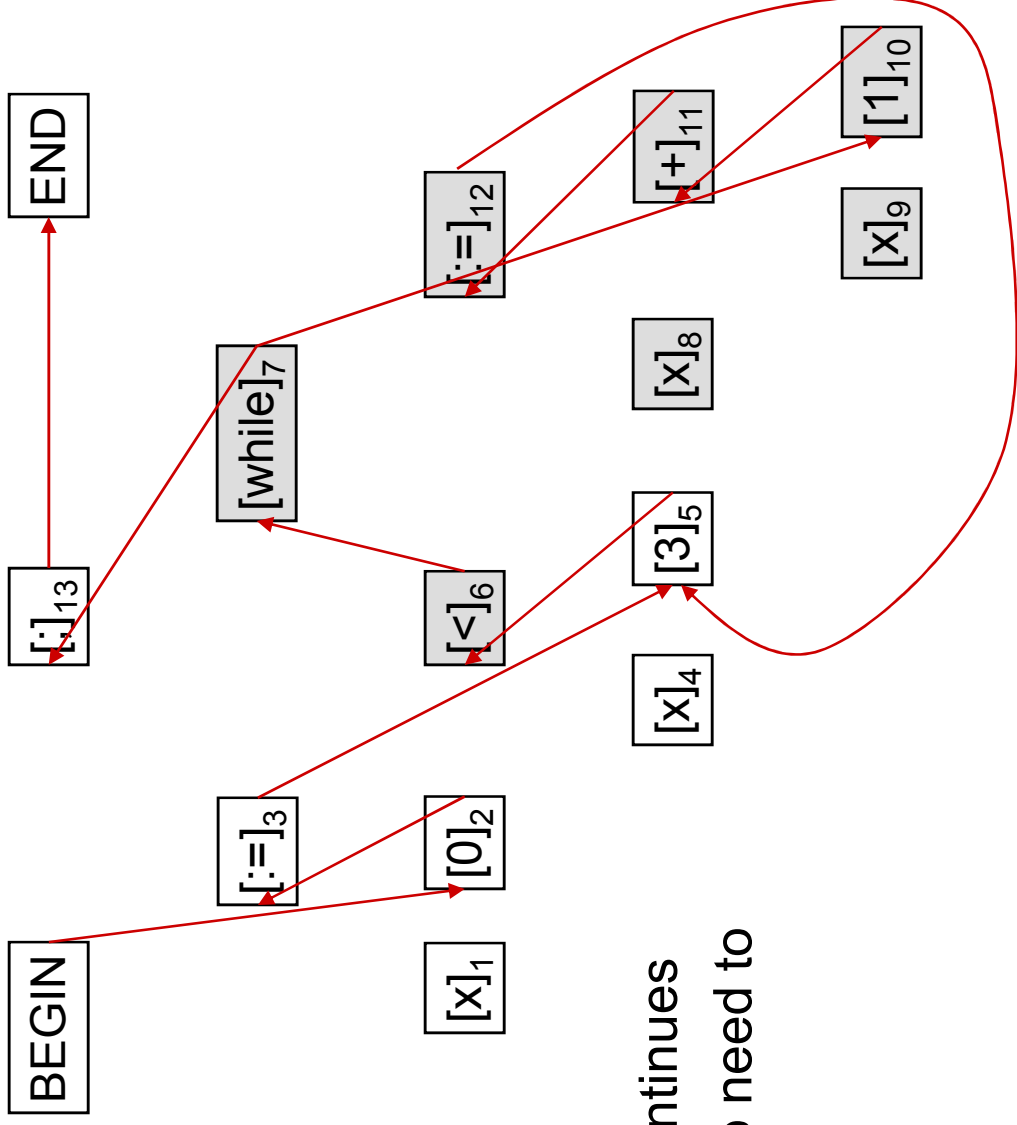 BEGIN [;]13 END
[:=]3 [while]7
[x]1 [0]2 [<]6 [:=]12
[x]4 [3]5 [x]8 [+]11
[x]9 [1]10
ntinues
o need to